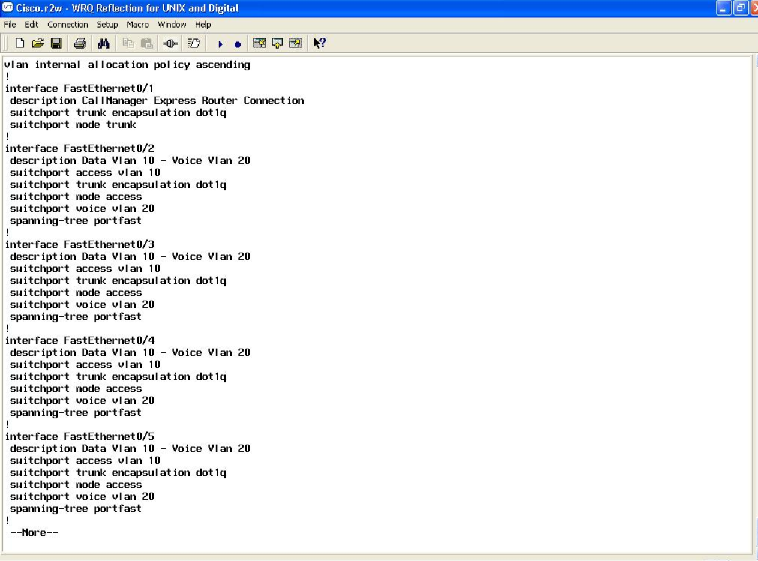 Cisco.r2w - WRQ Reflection for UNIX and Digital
File Edit Connection Setup Macro Window Help
vlan internal allocation policy ascending
!
interface FastEthernet0/1
description CallManager Express Router Connection
switchport trunk encapsulation dot1q
switchport mode trunk
!
interface FastEthernet0/2
description Data Vlan 10 - Voice Vlan 20
switchport access vlan 10
switchport trunk encapsulation dot1q
switchport mode access
switchport voice vlan 20
spanning-tree portfast
!
interface FastEthernet0/3
description Data Vlan 10 - Voice Vlan 20
switchport access vlan 10
switchport trunk encapsulation dot1q
switchport mode access
switchport voice vlan 20
spanning-tree portfast
!
interface FastEthernet0/4
description Data Vlan 10 - Voice Vlan 20
switchport access vlan 10
switchport trunk encapsulation dot1q
switchport mode access
switchport voice vlan 20
spanning-tree portfast
!
interface FastEthernet0/5
description Data Vlan 10 - Voice Vlan 20
switchport access vlan 10
switchport trunk encapsulation dot1q
switchport mode access
switchport voice vlan 20
spanning-tree portfast
!
--More--